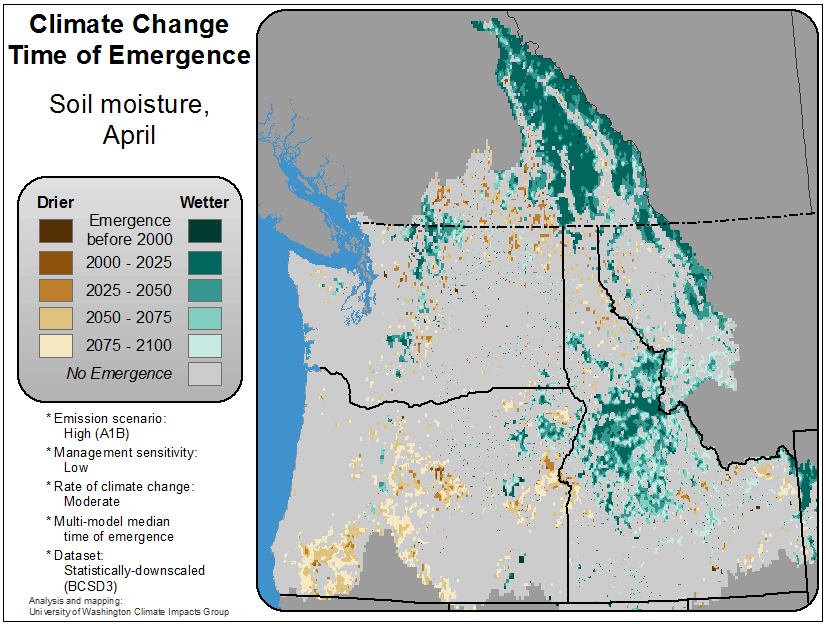 Climate Change
Time of Emergence
Soil moisture,
April
Drier
Wetter
Emergence
before 2000
2000 - 2025
2025 - 2050
2050 - 2075
2075 - 2100
No Emergence
* Emission scenario:
High (A1B)
* Management sensitivity:
Low
* Rate of climate change:
Moderate
* Multi-model median
time of emergence
* Dataset:
Statistically-downscaled
(BCSD3)
Analysis and mapping:
University of Washington Climate Impacts Group